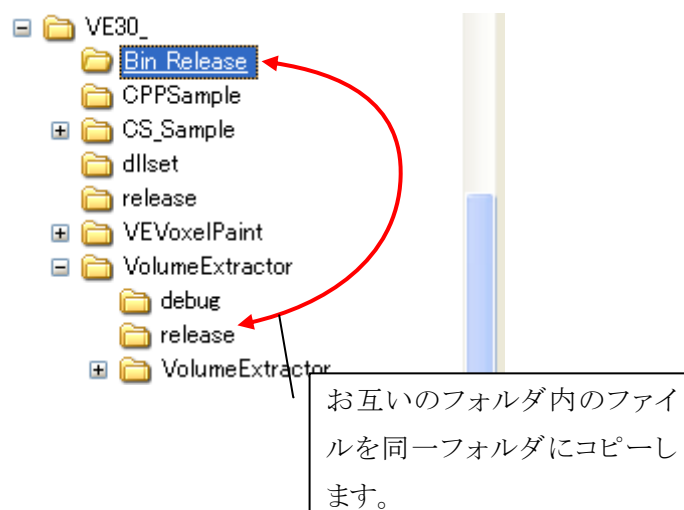 VE30_
Bin Release
CPPSample
CS_Sample
dllset
release
VEVoxelPaint
VolumeExtractor
debug
release
VolumeExtractor
お互いのフォルダ内のファイ
ルを同一フォルダにコピーし
ます。